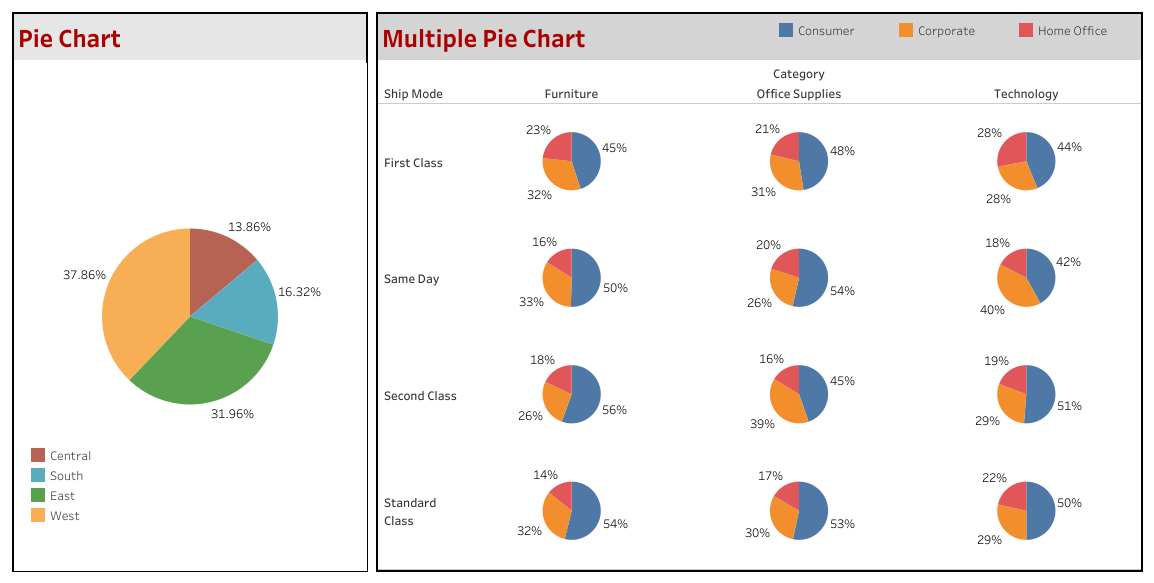 Pie Chart
13.86%
37.86%
16.32%
31.96%
Central
South
East
West
Multiple Pie Chart
Consumer Corporate Home Office
Category
Ship Mode Furniture Office Supplies Technology
First Class
23% 45% 32%
21% 48% 31%
28% 44% 28%
Same Day
16% 50% 33%
20% 54% 26%
18% 42% 40%
Second Class
18% 56% 26%
16% 45% 39%
19% 51% 29%
Standard
Class
14% 54% 32%
17% 53% 30%
22% 50% 29%